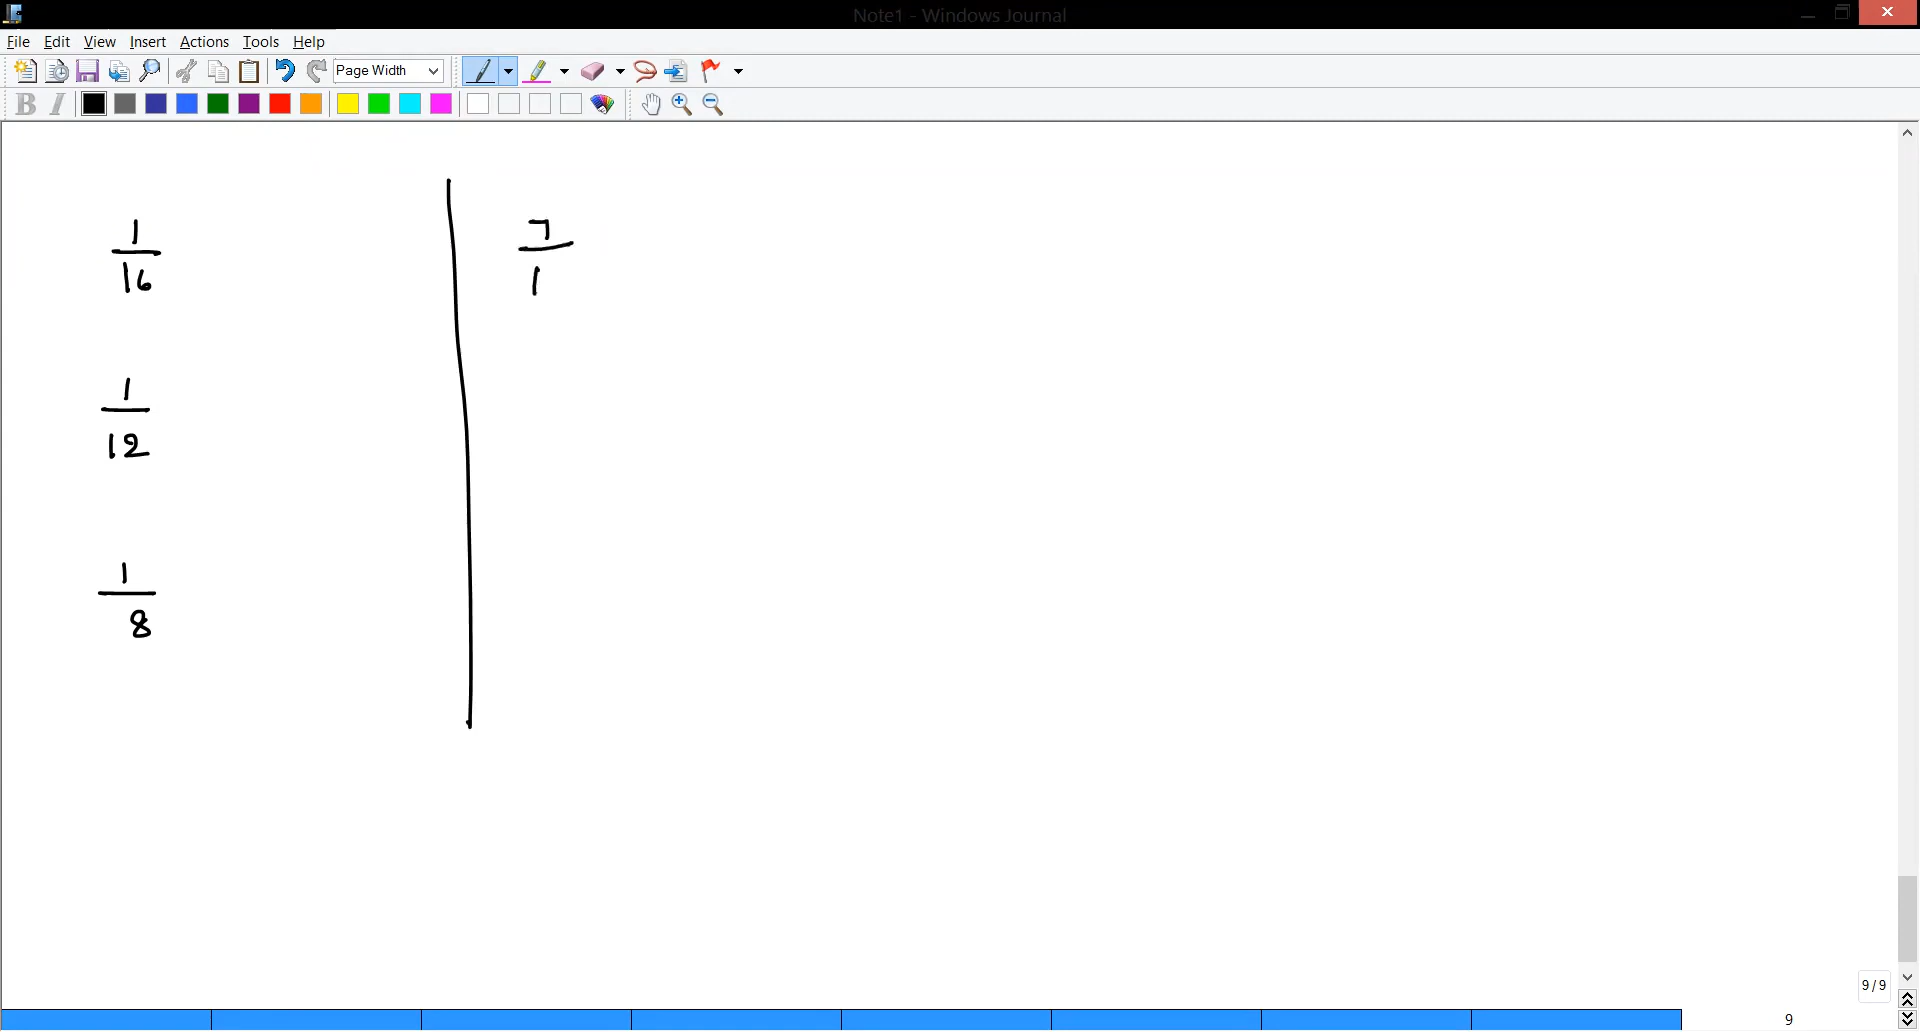 Note1 - Windows Journal
File Edit View Insert Actions Tools Help
Page Width
B I
1
16
1
12
1
8
7
1
9 / 9
9